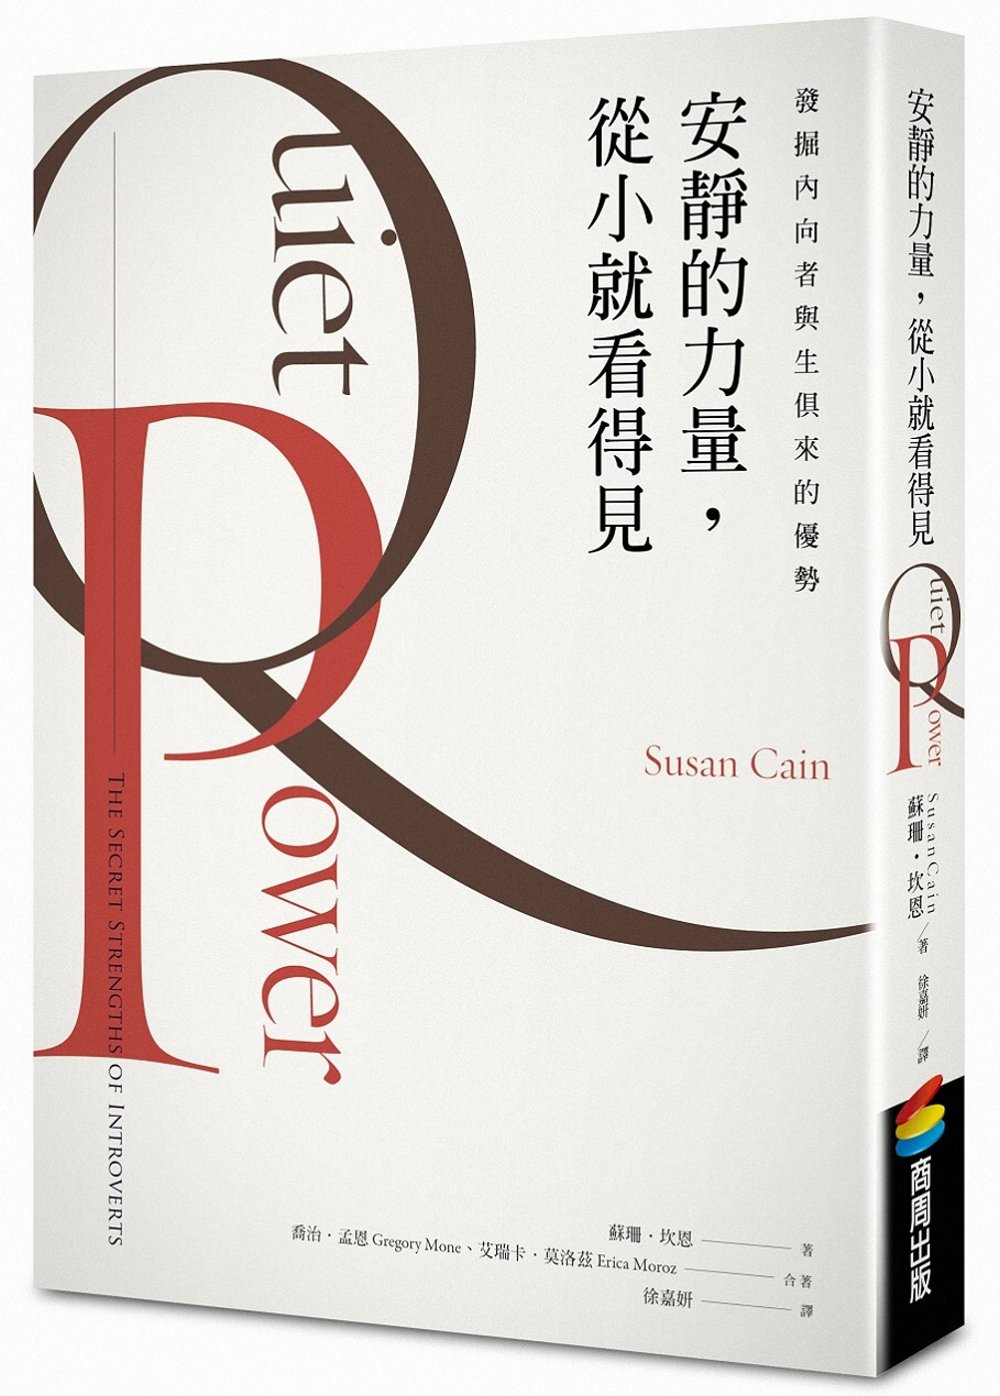 發掘內向者與生俱來的優勢
安靜的力量，
從小就看得見
Quiet
Power
THE SECRET STRENGTHS OF INTROVERTS
Susan Cain
蘇珊・坎恩 著
喬治・孟恩 Gregory Mone、艾瑞卡・莫洛茲 Erica Moroz 合著
徐嘉妍 譯
安靜的力量，從小就看得見
Quiet
Power
Susan Cain
蘇珊・坎恩／著
徐嘉妍／譯
商周出版